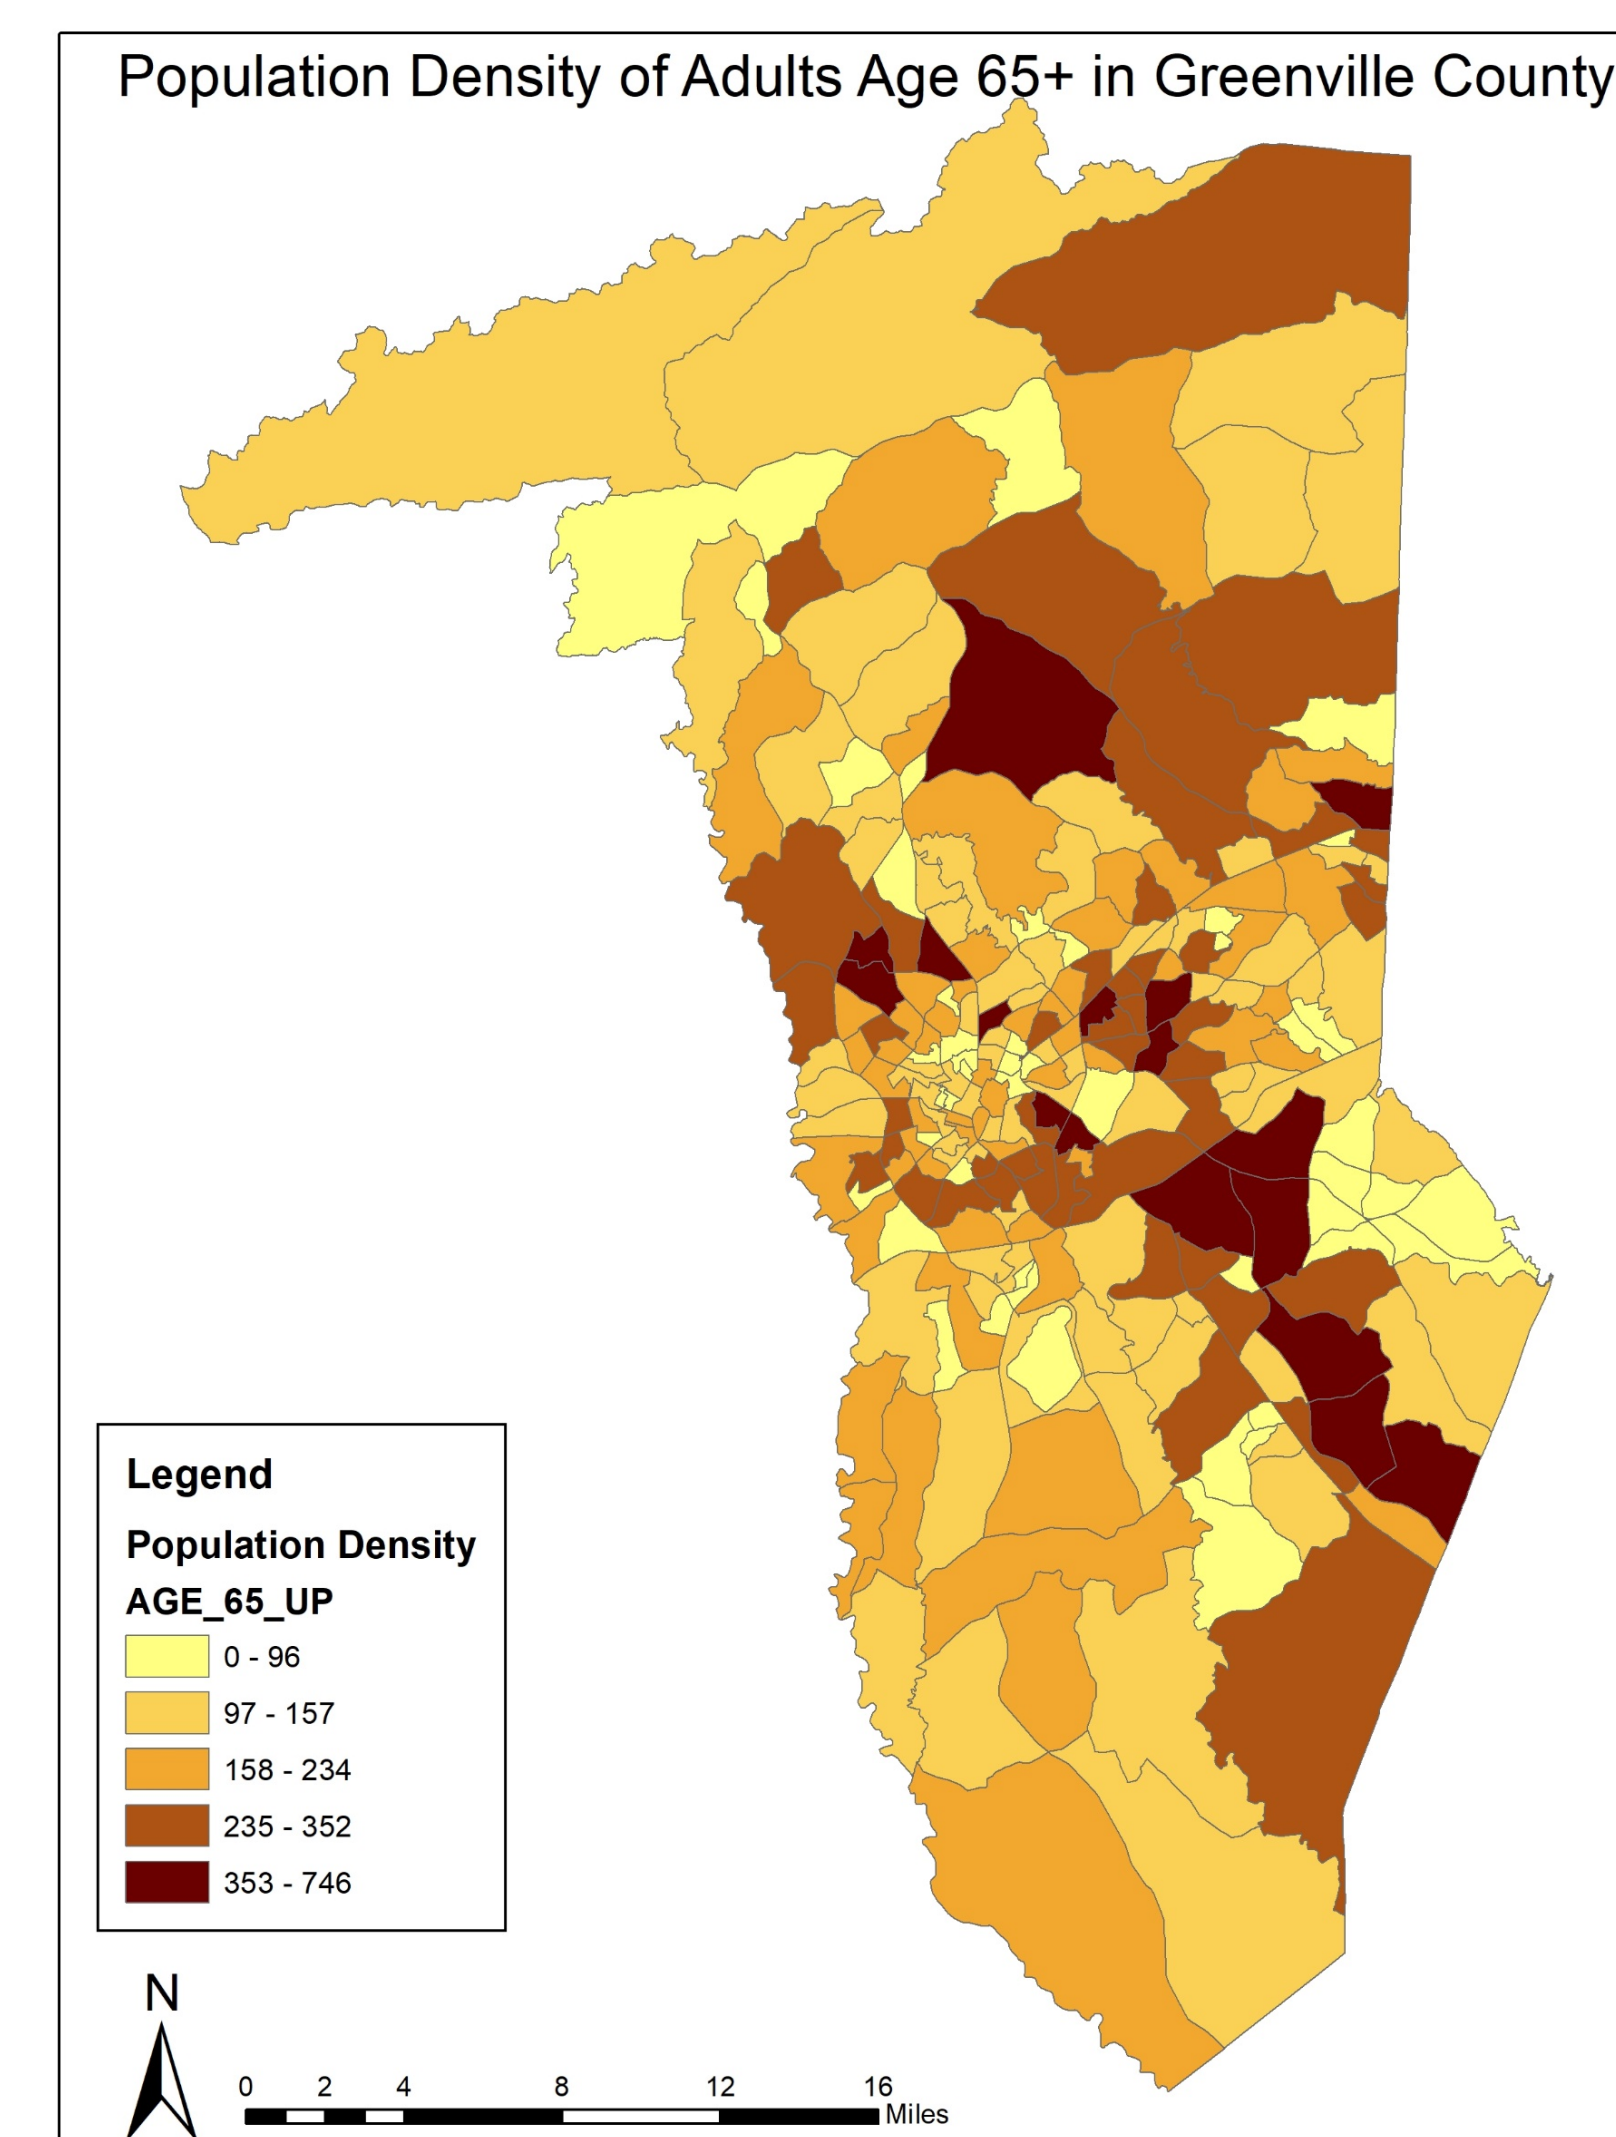 Population Density of Adults Age 65+ in Greenville County
Legend
Population Density
AGE_65_UP
0 - 96
97 - 157
158 - 234
235 - 352
353 - 746
N
0 2 4 8 12 16
Miles